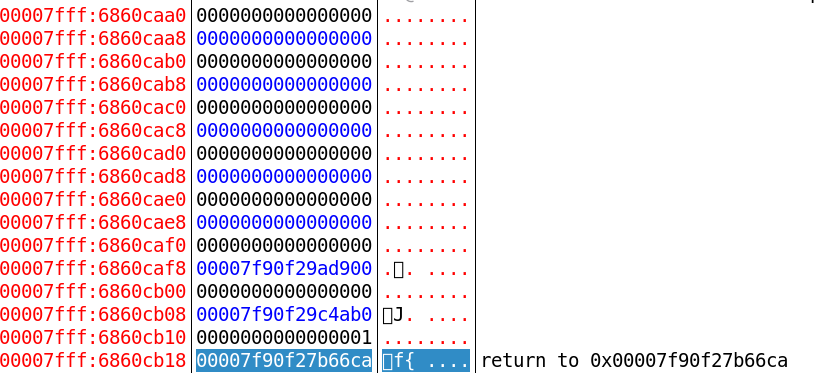 00007fff:6860caa0 0000000000000000 ........
00007fff:6860caa8 0000000000000000 ........
00007fff:6860cab0 0000000000000000 ........
00007fff:6860cab8 0000000000000000 ........
00007fff:6860cac0 0000000000000000 ........
00007fff:6860cac8 0000000000000000 ........
00007fff:6860cad0 0000000000000000 ........
00007fff:6860cad8 0000000000000000 ........
00007fff:6860cae0 0000000000000000 ........
00007fff:6860cae8 0000000000000000 ........
00007fff:6860caf0 0000000000000000 ........
00007fff:6860caf8 00007f90f29ad900 .▯. ....
00007fff:6860cb00 0000000000000000 ........
00007fff:6860cb08 00007f90f29c4ab0 ▯J. ....
00007fff:6860cb10 0000000000000001 ........
00007fff:6860cb18 00007f90f27b66ca ▯f{ .... return to 0x00007f90f27b66ca